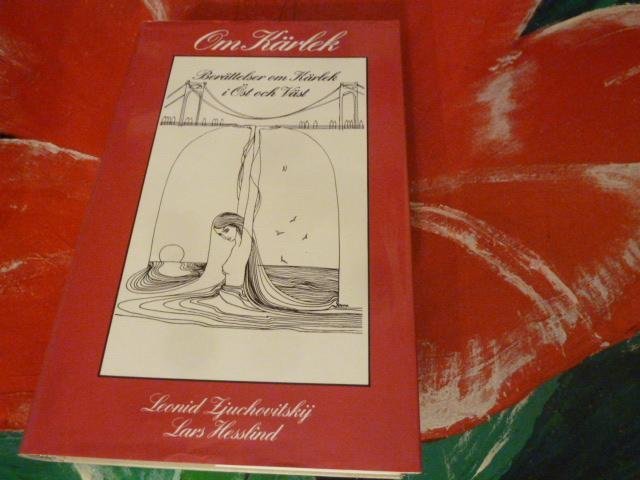 Om Kärlek
Berättelser om Kärlek
i Öst och Väst
Leonid Zjuchovitskij
Lars Hesslind